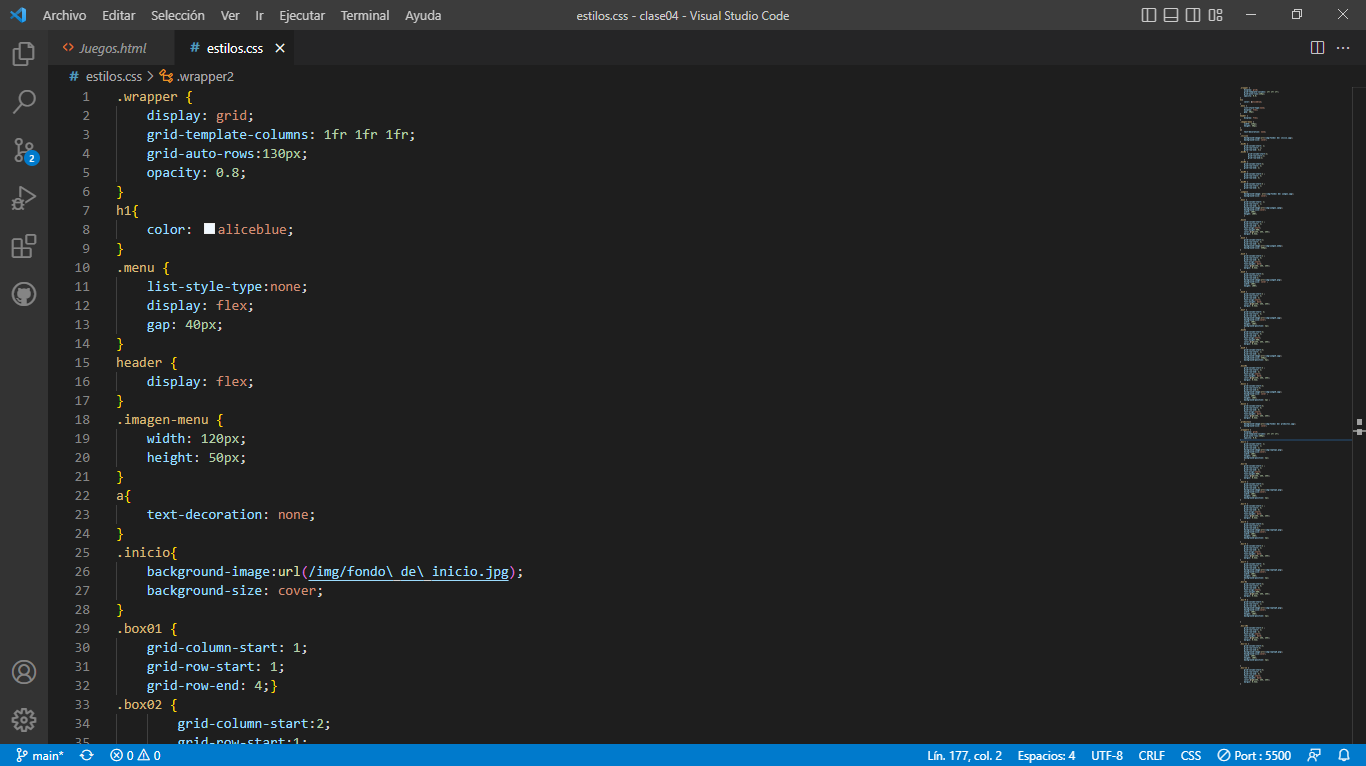 Archivo Editar Selección Ver Ir Ejecutar Terminal Ayuda estilos.css - clase04 - Visual Studio Code
<> Juegos.html # estilos.css
# estilos.css > .wrapper2
1 .wrapper {
2 display: grid;
3 grid-template-columns: 1fr 1fr 1fr;
4 grid-auto-rows:130px;
5 opacity: 0.8;
6 }
7 h1{
8 color: aliceblue;
9 }
10 .menu {
11 list-style-type:none;
12 display: flex;
13 gap: 40px;
14 }
15 header {
16 display: flex;
17 }
18 .imagen-menu {
19 width: 120px;
20 height: 50px;
21 }
22 a{
23 text-decoration: none;
24 }
25 .inicio{
26 background-image:url(/img/fondo\ de\ inicio.jpg);
27 background-size: cover;
28 }
29 .box01 {
30 grid-column-start: 1;
31 grid-row-start: 1;
32 grid-row-end: 4;}
33 .box02 {
34 grid-column-start:2;
35 grid-row-start:1;
2
main* 0 0 Lín. 177, col. 2 Espacios: 4 UTF-8 CRLF CSS Port : 5500